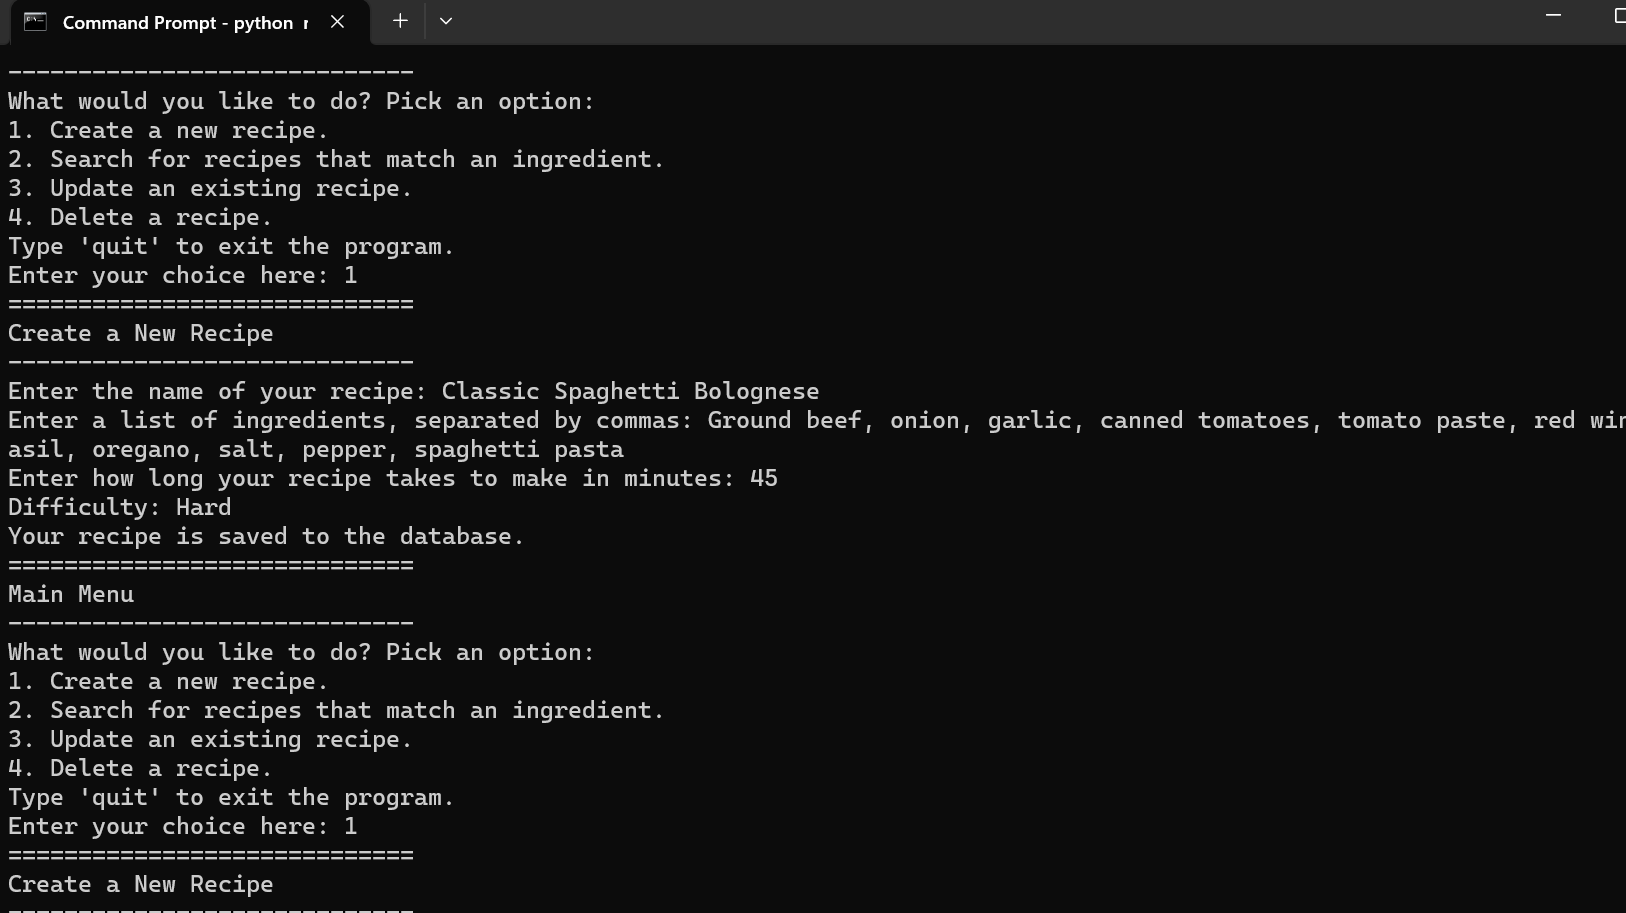 Command Prompt - python
----------------------------
What would you like to do? Pick an option:
1. Create a new recipe.
2. Search for recipes that match an ingredient.
3. Update an existing recipe.
4. Delete a recipe.
Type 'quit' to exit the program.
Enter your choice here: 1
=============================
Create a New Recipe
-----------------------------
Enter the name of your recipe: Classic Spaghetti Bolognese
Enter a list of ingredients, separated by commas: Ground beef, onion, garlic, canned tomatoes, tomato paste, red
asil, oregano, salt, pepper, spaghetti pasta
Enter how long your recipe takes to make in minutes: 45
Difficulty: Hard
Your recipe is saved to the database.
=============================
Main Menu
-----------------------------
What would you like to do? Pick an option:
1. Create a new recipe.
2. Search for recipes that match an ingredient.
3. Update an existing recipe.
4. Delete a recipe.
Type 'quit' to exit the program.
Enter your choice here: 1
=============================
Create a New Recipe
-----------------------------